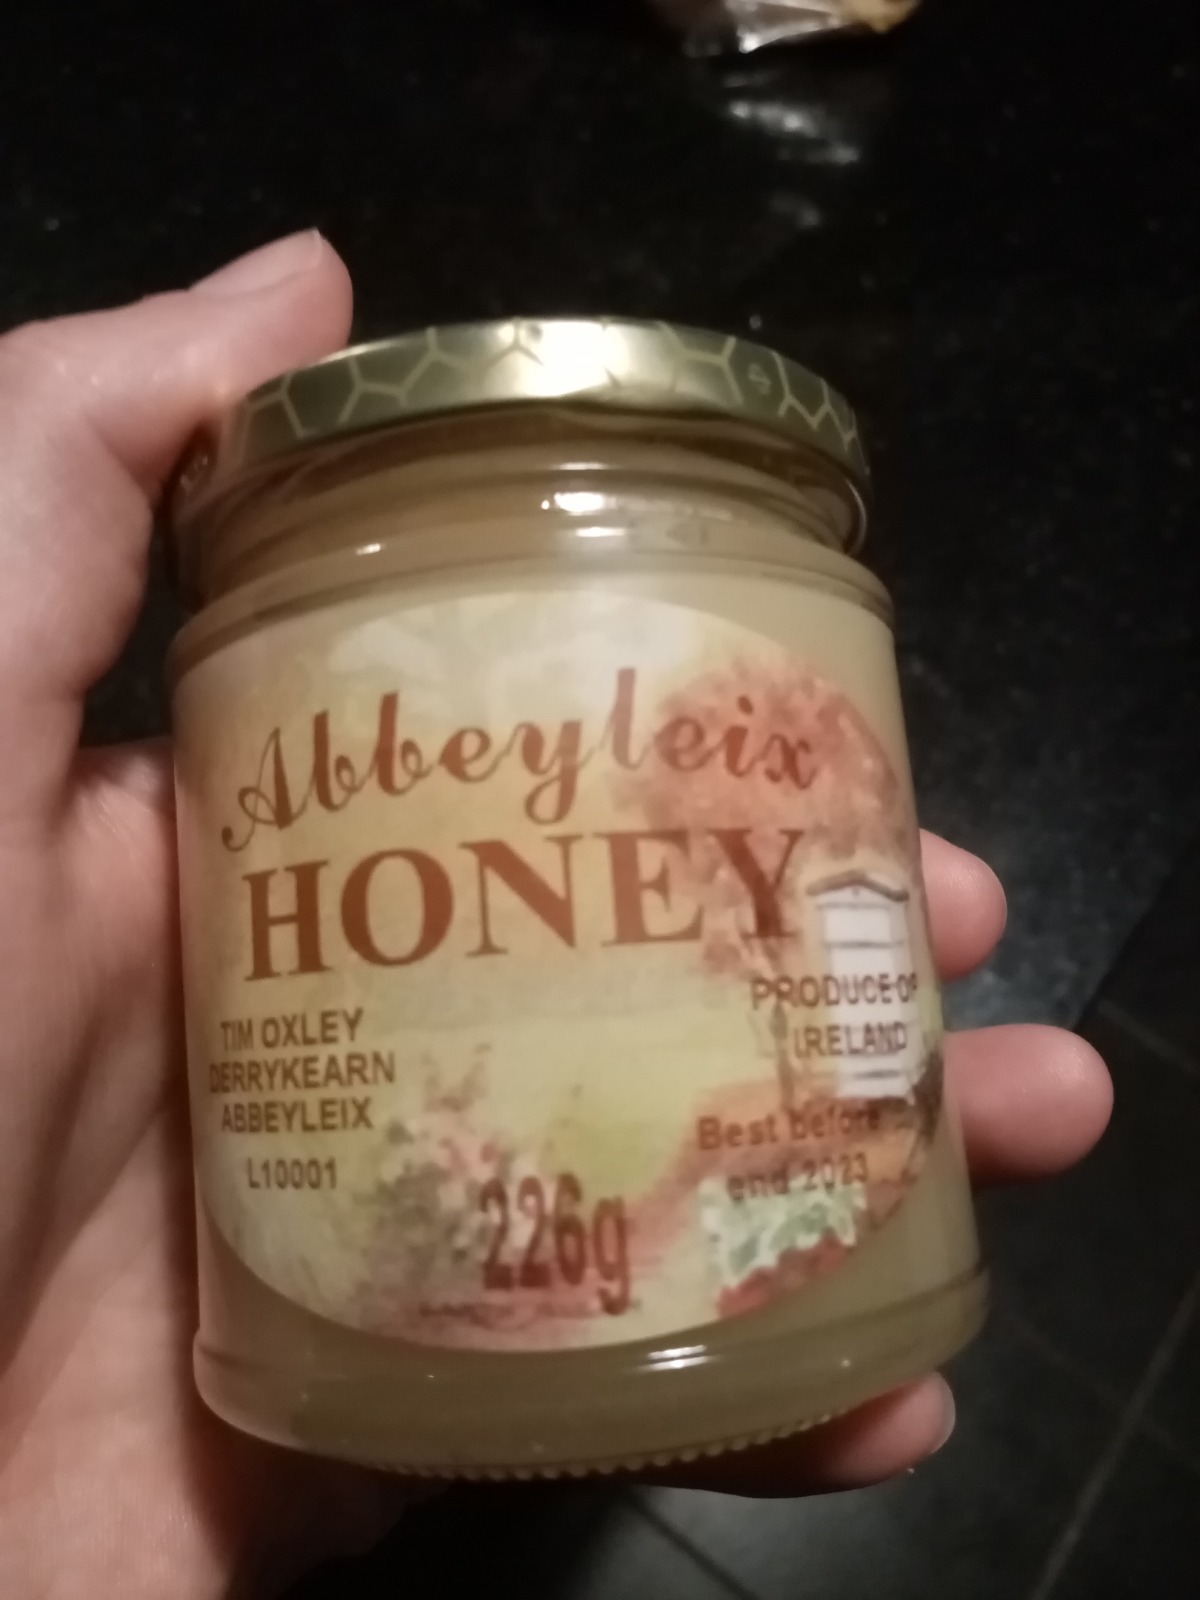 Abbeyleix
HONEY
TIM OXLEY
DERRYKEARN
ABBEYLEIX
L10001
PRODUCE OF
IRELAND
Best before
end 2023
226g